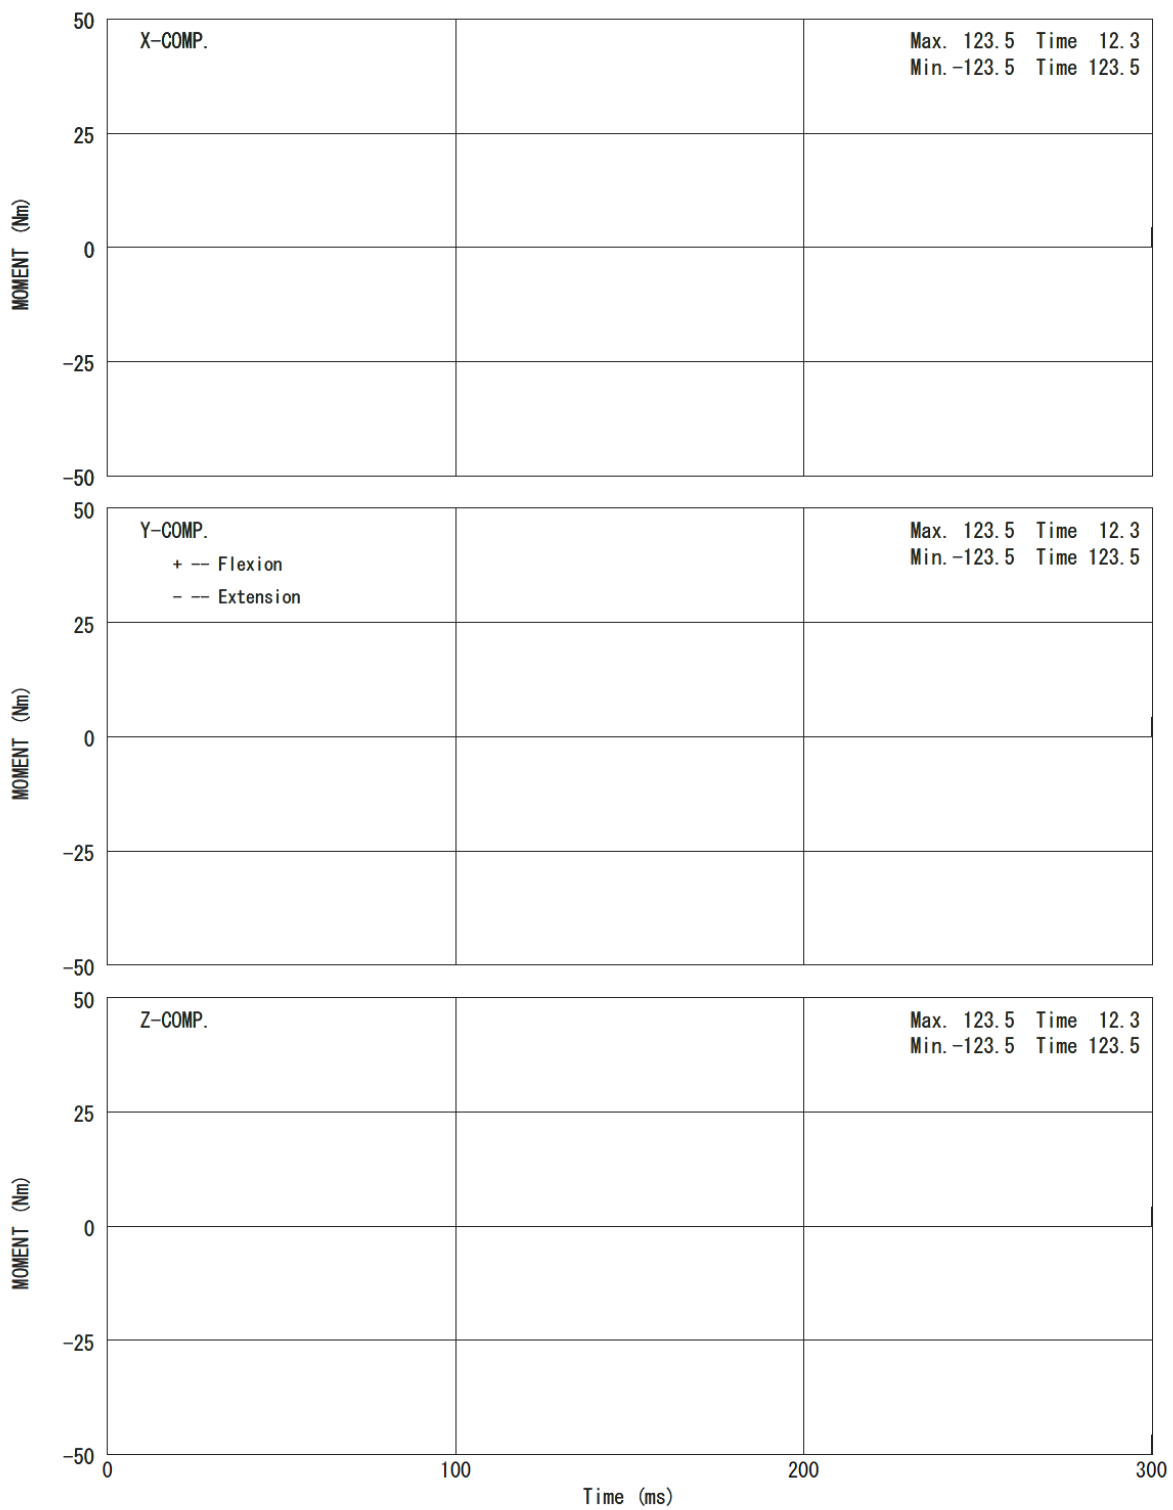 50
X-COMP.
Max. 123.5 Time 12.3
Min.-123.5 Time 123.5
25
MOMENT (Nm)
0
-25
-50
50
Y-COMP.
Max. 123.5 Time 12.3
Min.-123.5 Time 123.5
+ -- Flexion
- -- Extension
25
MOMENT (Nm)
0
-25
-50
50
Z-COMP.
Max. 123.5 Time 12.3
Min.-123.5 Time 123.5
25
MOMENT (Nm)
0
-25
-50
0 100 200 300
Time (ms)